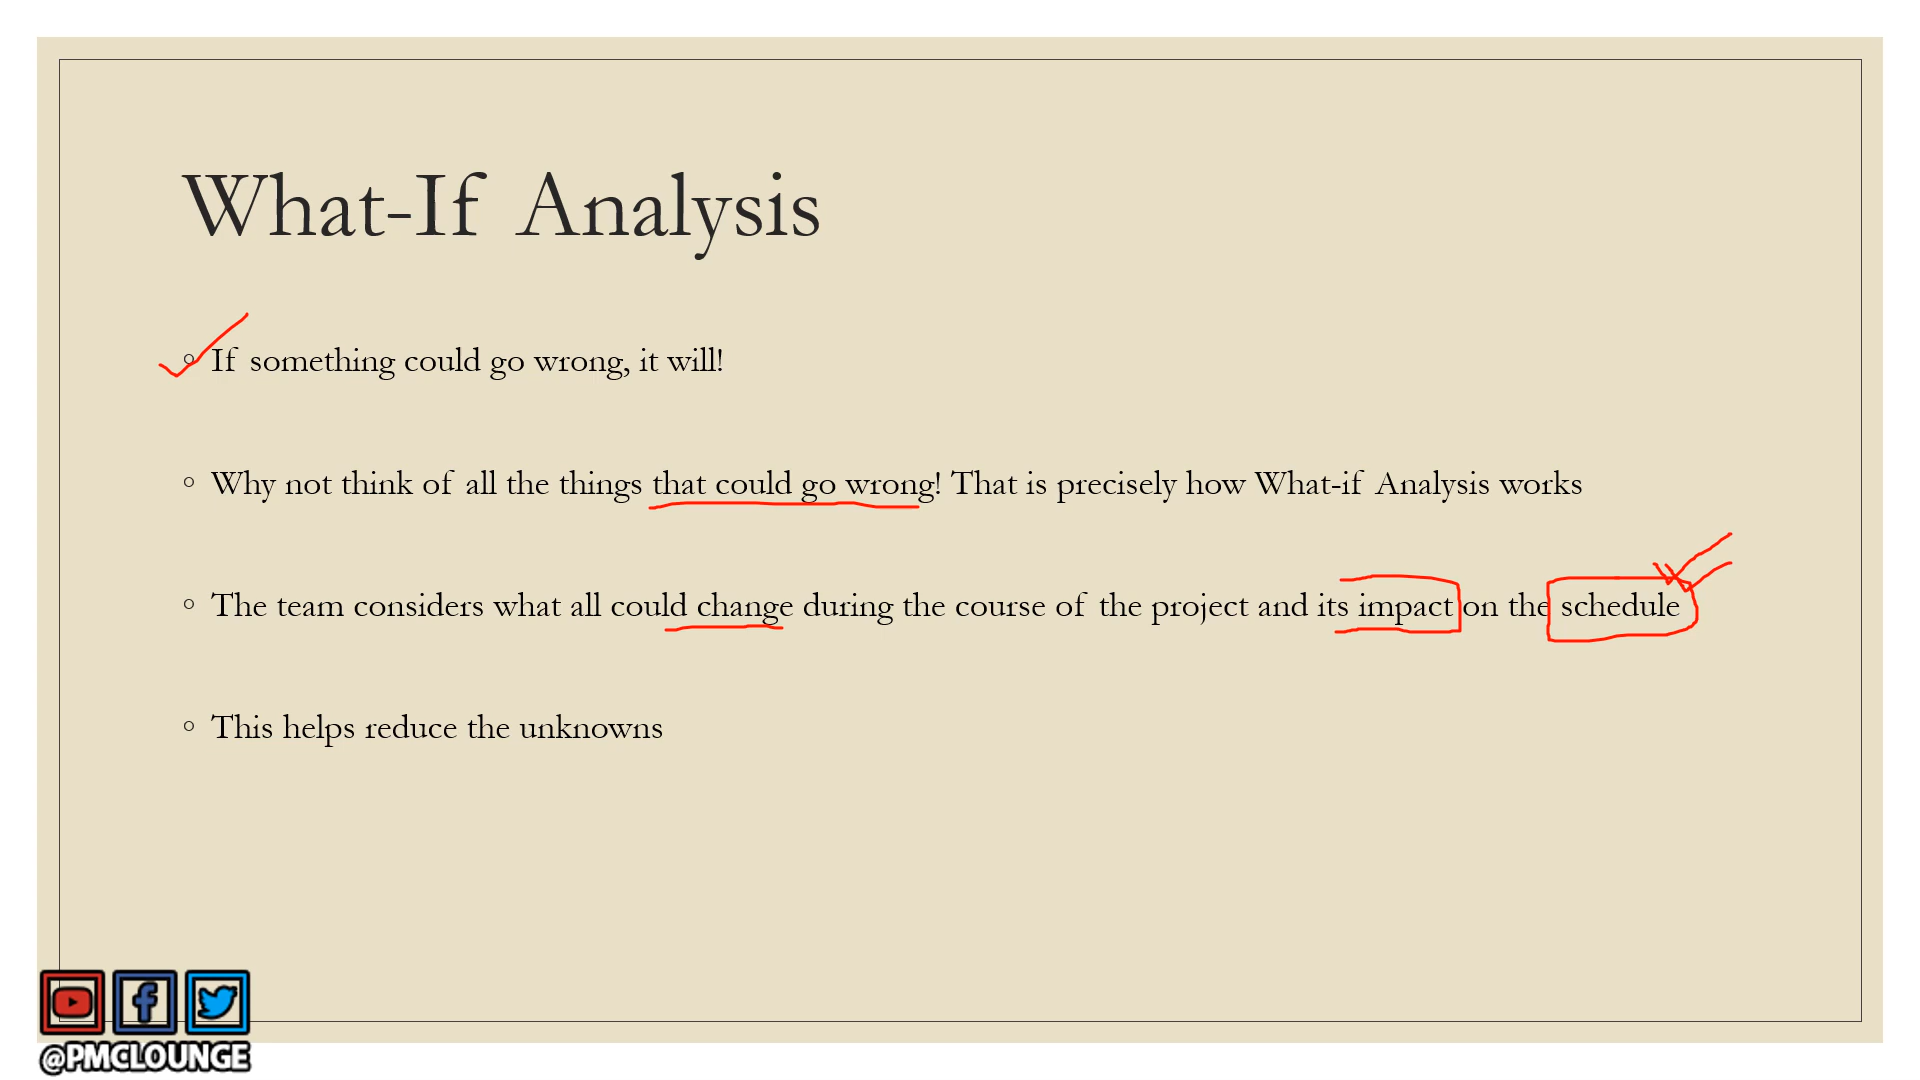 What-If Analysis
If something could go wrong, it will!
Why not think of all the things that could go wrong! That is precisely how What-if Analysis works
The team considers what all could change during the course of the project and its impact on the schedule
This helps reduce the unknowns
@PMCLOUNGE